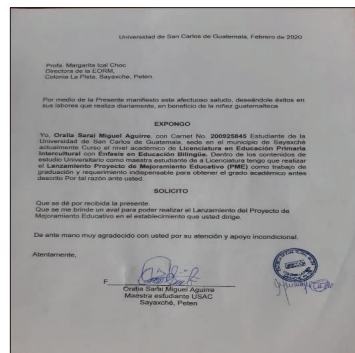 Universidad de San Carlos de Guatemala, Febrero de 2020
Profa. Margarita Ical Choc
Directora de la EORM,
Colonia La Pista, Sayaxché, Peten.
Por medio de la Presente manifiesto este afectuoso saludo, deseándole éxitos en
sus labores que realiza diariamente, en beneficio de la niñez guatemalteca
EXPONGO
Yo, Oralia Sarai Miguel Aguirre, con Carnet No. 200925845 Estudiante de la
Universidad de San Carlos de Guatemala, sede en el municipio de Sayaxché
actualmente Curso el nivel académico de Licenciatura en Educación Primaria
Intercultural con Énfasis en Educación Bilingüe. Dentro de los contenidos de
estudio Universitario como maestra estudiante de a Licenciatura tengo que realizar
el Lanzamiento Proyecto de Mejoramiento Educativo (PME) como trabajo de
graduación y requerimiento indispensable para obtener el grado académico antes
descrito Por tal razón ante usted.
SOLICITO
Que se dé por recibida la presente.
Que se me brinde un aval para poder realizar el Lanzamiento del Proyecto de
Mejoramiento Educativo en el establecimiento que usted dirige.
De ante mano muy agradecido con usted por su atención y apoyo incondicional.
Atentamente,
F.
Oralia Sarai Miguel Aguirre
Maestra estudiante USAC
Sayaxché, Peten